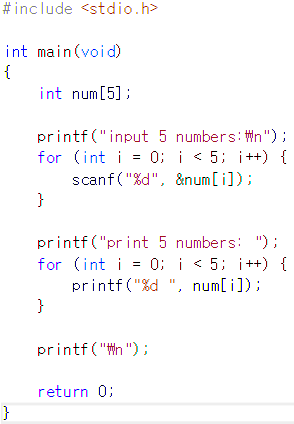 #include <stdio.h>

int main(void)
{
    int num[5];

    printf("input 5 numbers:₩n");
    for (int i = 0; i < 5; i++) {
        scanf("%d", &num[i]);
    }

    printf("print 5 numbers: ");
    for (int i = 0; i < 5; i++) {
        printf("%d ", num[i]);
    }

    printf("₩n");

    return 0;
}